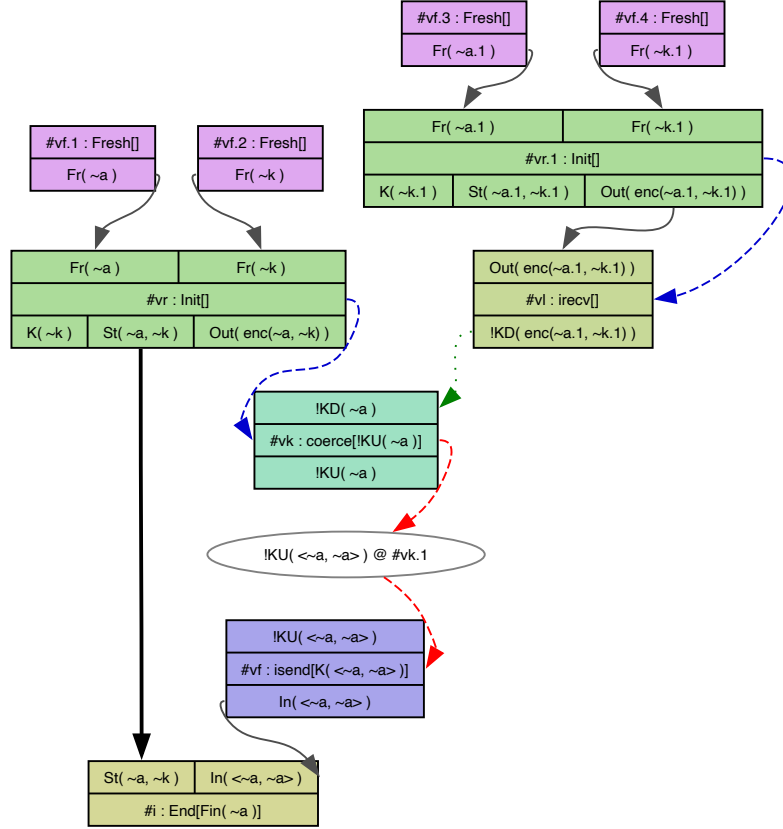 #vf.3 : Fresh[]
Fr( ~a.1 )
#vf.4 : Fresh[]
Fr( ~k.1 )
Fr( ~a.1 )
Fr( ~k.1 )
#vr.1 : Init[]
K( ~k.1 )
St( ~a.1, ~k.1 )
Out( enc(~a.1, ~k.1) )
#vf.1 : Fresh[]
Fr( ~a )
#vf.2 : Fresh[]
Fr( ~k )
Fr( ~a )
Fr( ~k )
#vr : Init[]
K( ~k )
St( ~a, ~k )
Out( enc(~a, ~k) )
Out( enc(~a.1, ~k.1) )
#vl : irecv[]
!KD( enc(~a.1, ~k.1) )
!KD( ~a )
#vk : coerce[!KU( ~a )]
!KU( ~a )
!KU( <~a, ~a> ) @ #vk.1
!KU( <~a, ~a> )
#vf : isend[K( <~a, ~a> )]
In( <~a, ~a> )
St( ~a, ~k )
In( <~a, ~a> )
#i : End[Fin( ~a )]